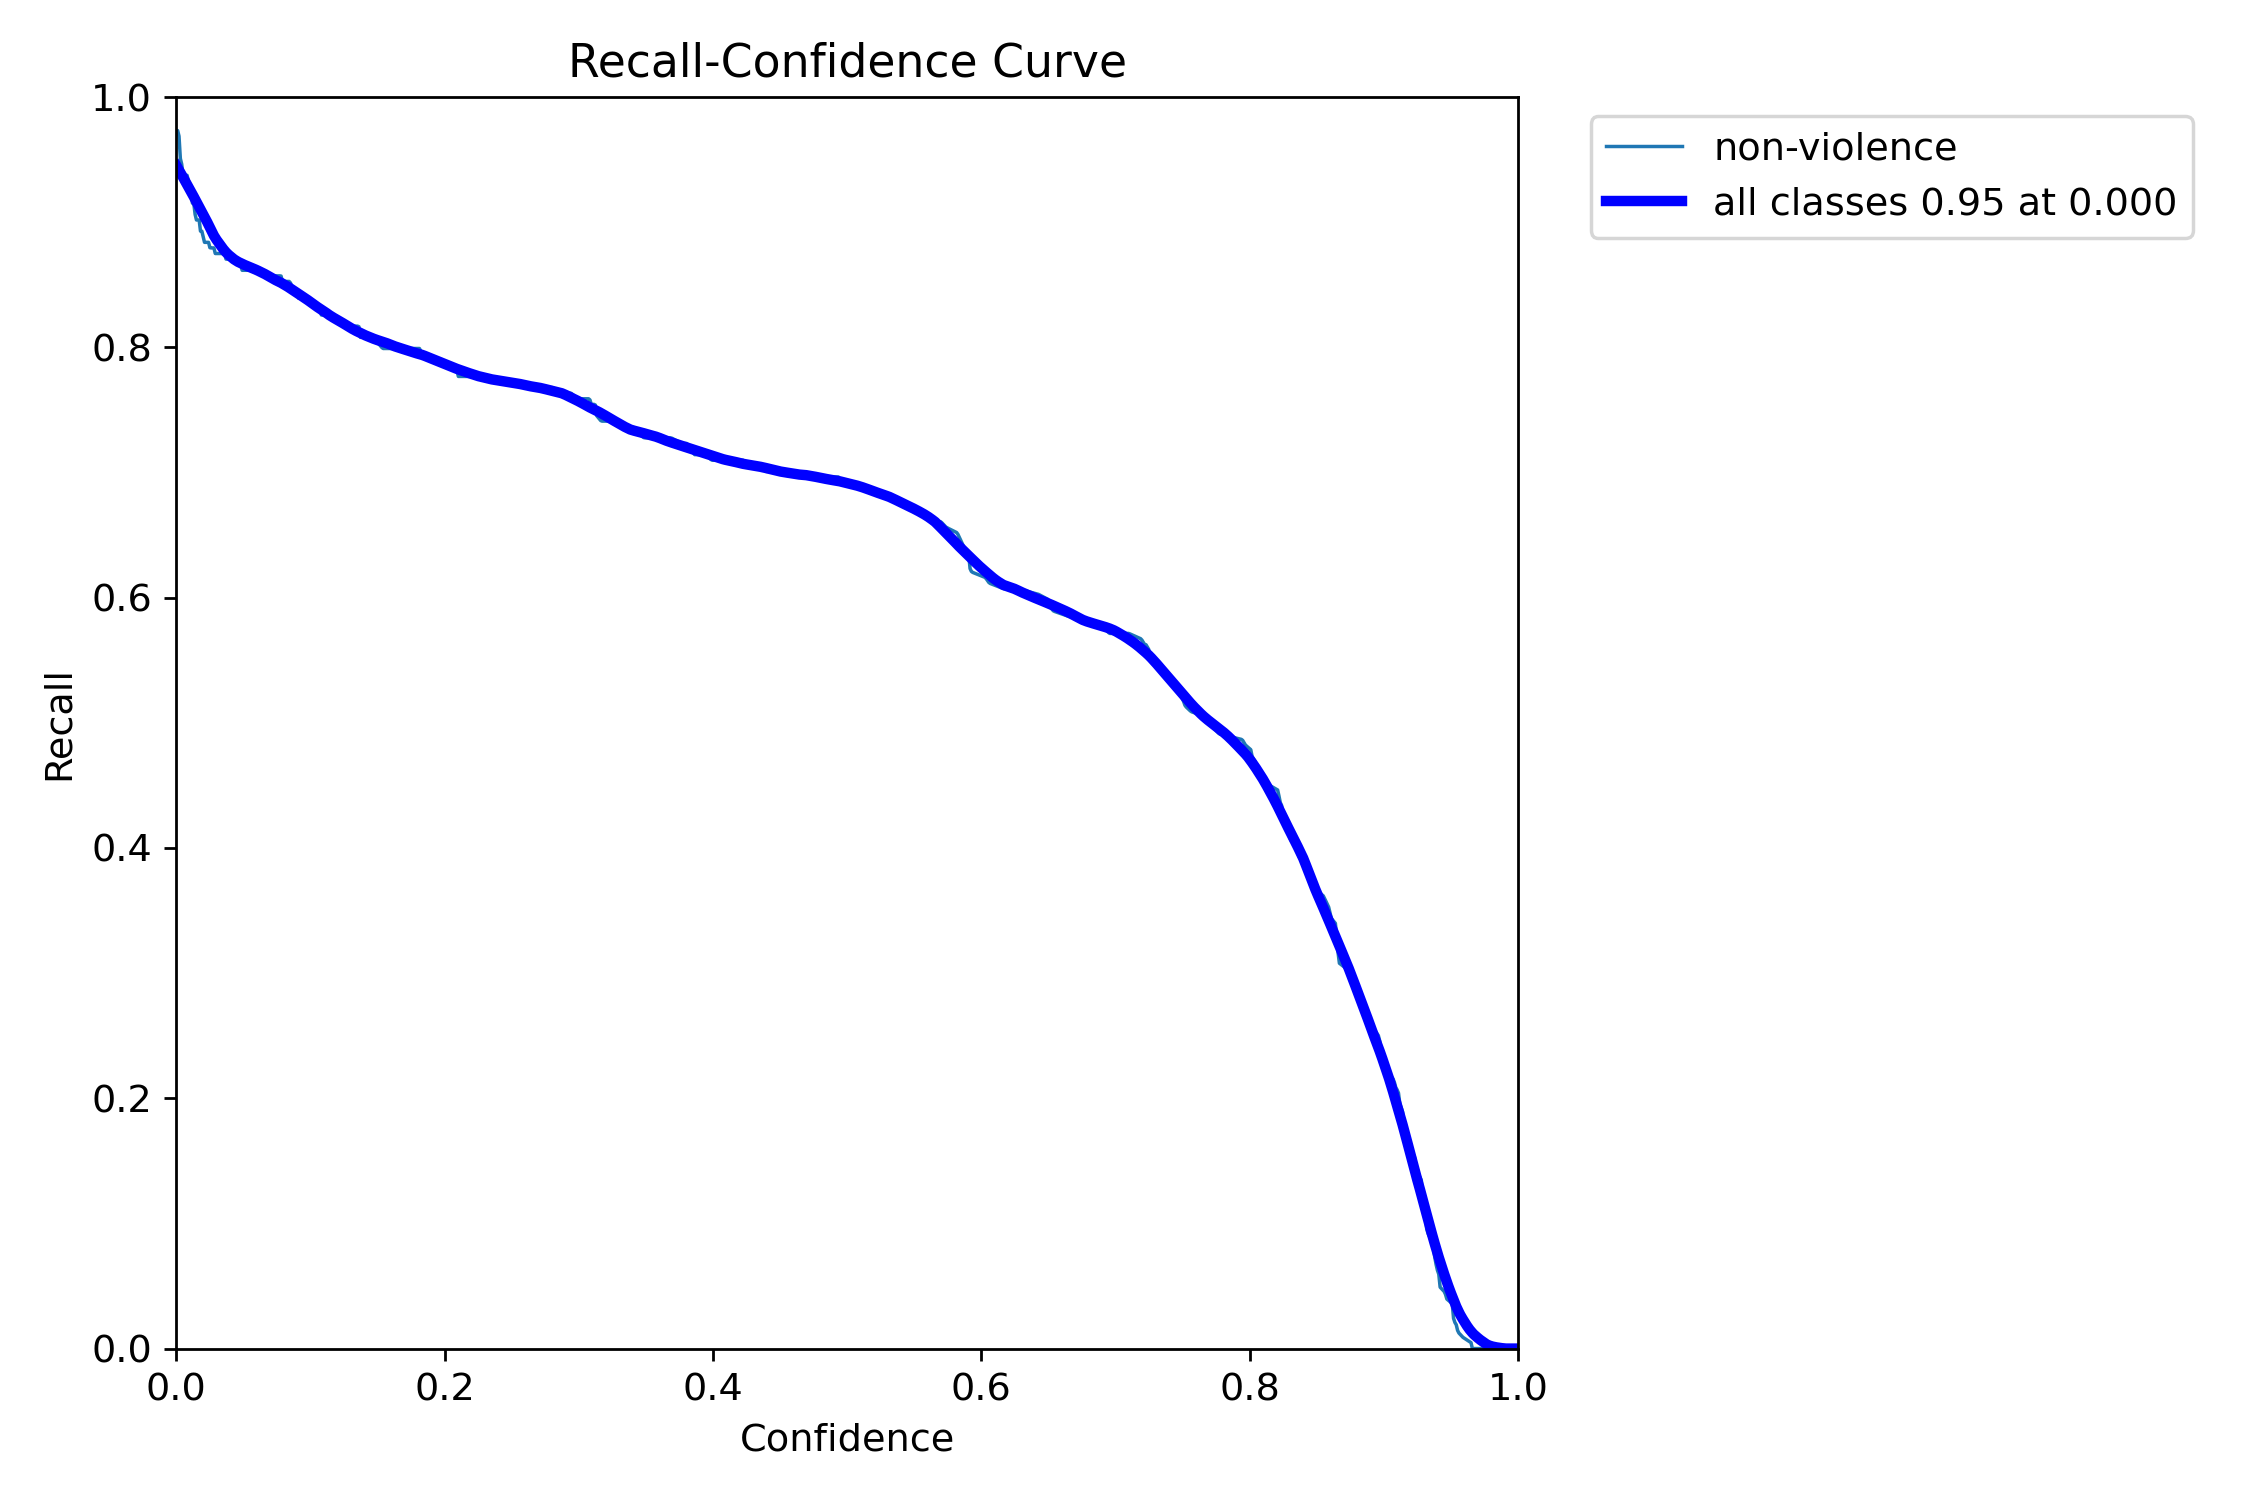 Recall-Confidence Curve
non-violence
all classes 0.95 at 0.000
Recall
1.0
0.8
0.6
0.4
0.2
0.0
0.0 0.2 0.4 0.6 0.8 1.0
Confidence